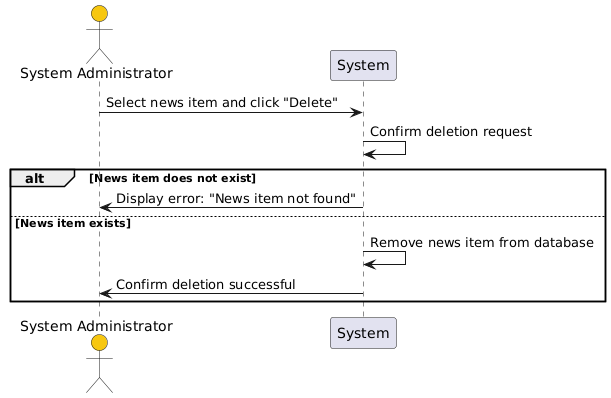 System Administrator
System
Select news item and click "Delete"
Confirm deletion request
alt
[News item does not exist]
Display error: "News item not found"
[News item exists]
Remove news item from database
Confirm deletion successful
System Administrator
System